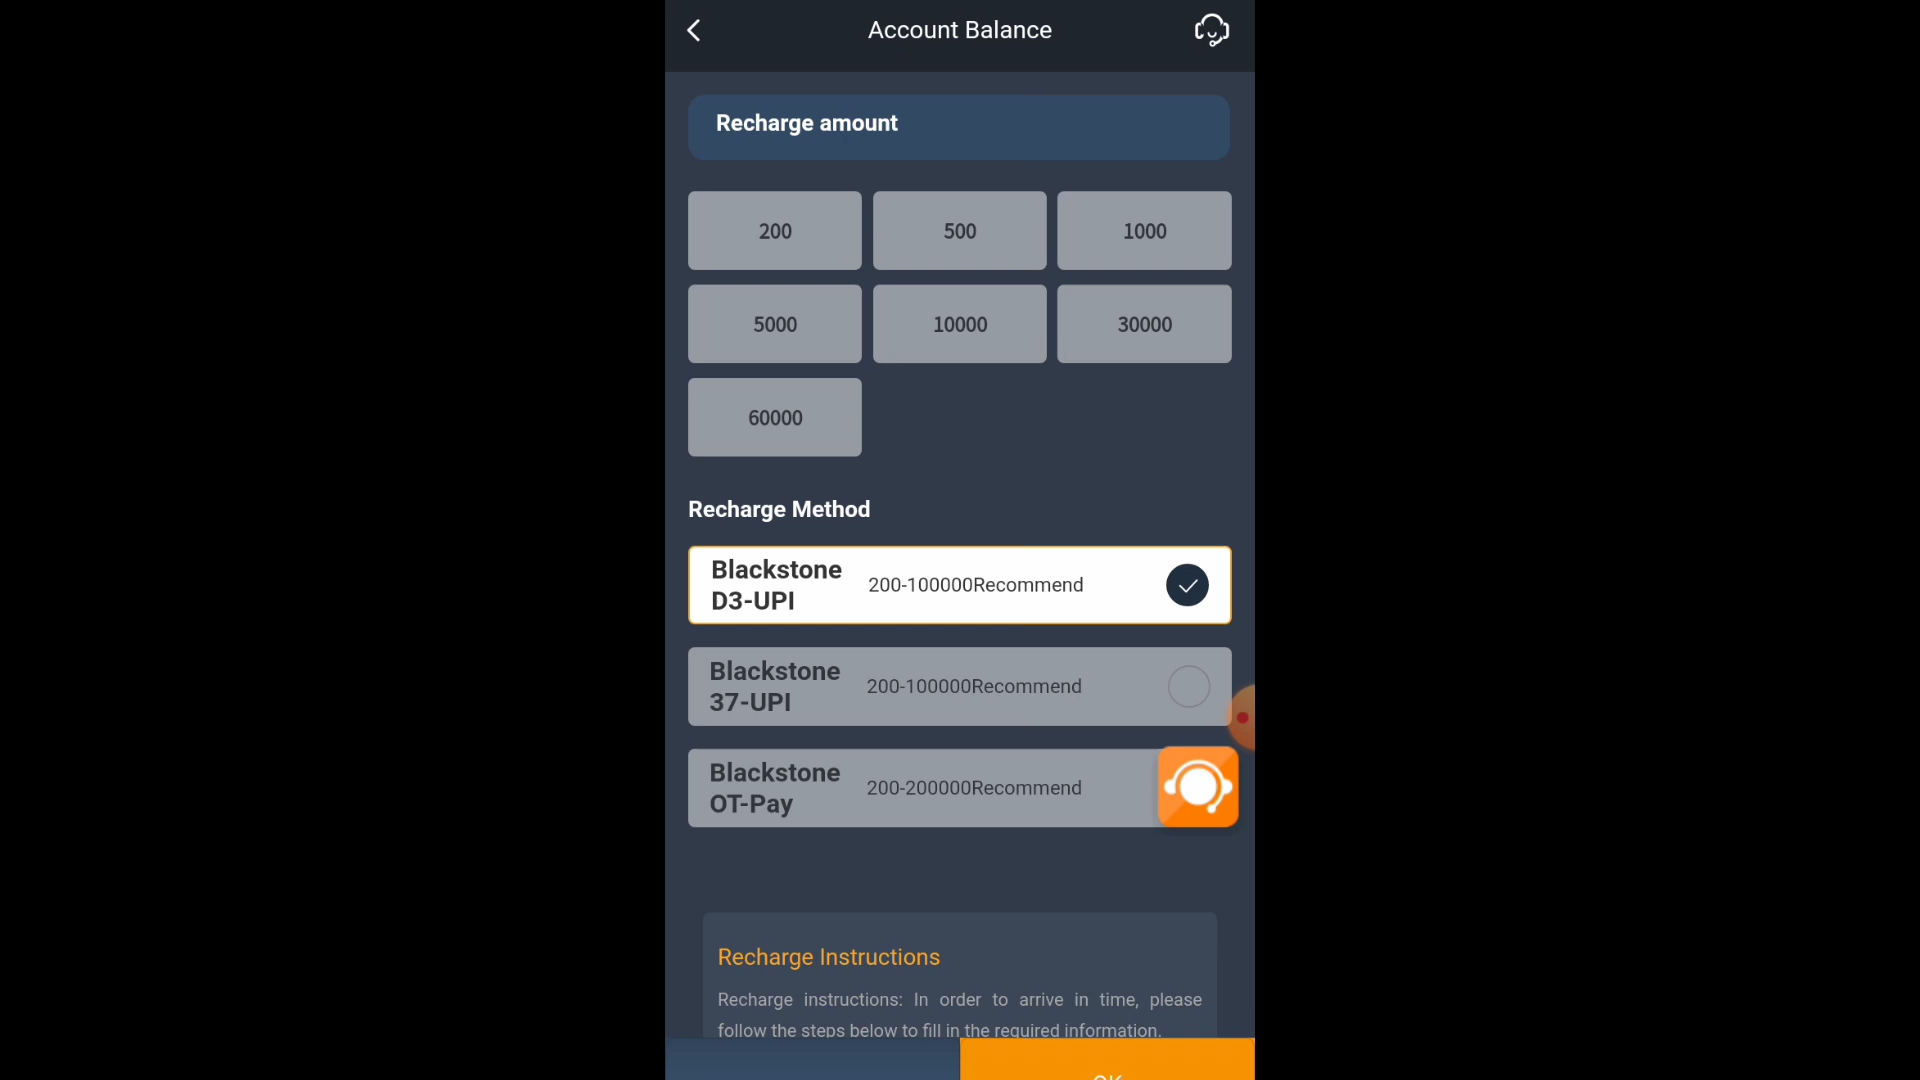 Account Balance
Recharge amount
200
500
1000
5000
10000
30000
60000
Recharge Method
Blackstone
D3-UPI
200-100000Recommend
Blackstone
37-UPI
200-100000Recommend
Blackstone
OT-Pay
200-200000Recommend
Recharge Instructions
Recharge instructions: In order to arrive in time, please
follow the steps below to fill in the required information.
OK